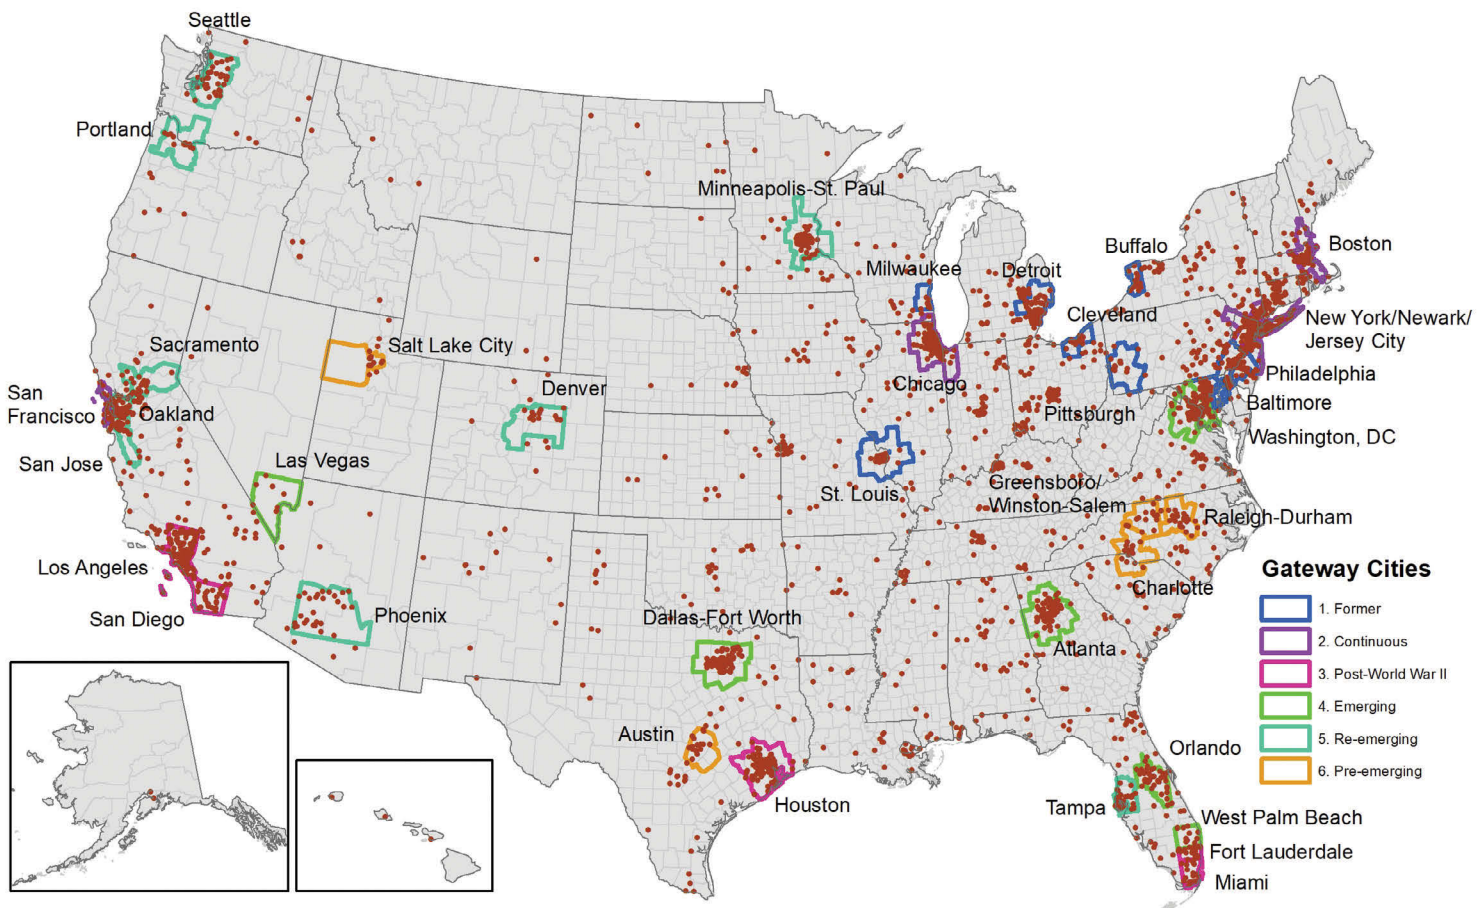 Seattle
Portland
Minneapolis-St. Paul
Buffalo
Boston
Milwaukee
Detroit
Cleveland
New York/Newark/
Jersey City
Sacramento
Salt Lake City
Denver
Chicago
Philadelphia
San
Francisco
Oakland
Pittsburgh
Baltimore
Washington, DC
San Jose
Las Vegas
St. Louis
Greensboro/
Winston-Salem
Raleigh-Durham
Los Angeles
San Diego
Phoenix
Dallas-Fort Worth
Charlotte
Atlanta
Austin
Houston
Orlando
Tampa
West Palm Beach
Fort Lauderdale
Miami
Gateway Cities
1. Former
2. Continuous
3. Post-World War II
4. Emerging
5. Re-emerging
6. Pre-emerging